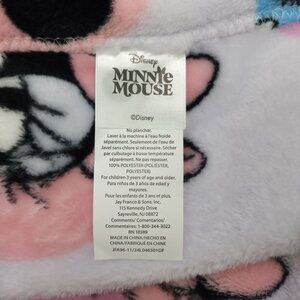 Disney
MINNIE
MOUSE
©Disney
No planchar.
Laver à la machine à l'eau froide
séparément. Seulement de l'eau de
Javel sans chlore si nécessaire. Sécher
par culbutage à basse température
séparément. Ne pas repasser.
100% POLYESTER (POLIÉSTER)
(POLYESTER)
For children 3 years of age and older.
Para niños de 3 años de edad y
mayores.
Pour les enfants de 3 ans et plus.
Jay Franco & Sons, Inc.
115 Kennedy Drive
Sayreville, NJ 08872
Comments/ Comentarios/
Commentaires: 1-800-344-3022
RN 58389
MADE IN CHINA/HECHO EN
CHINA/FABRIQUÉ EN CHINE